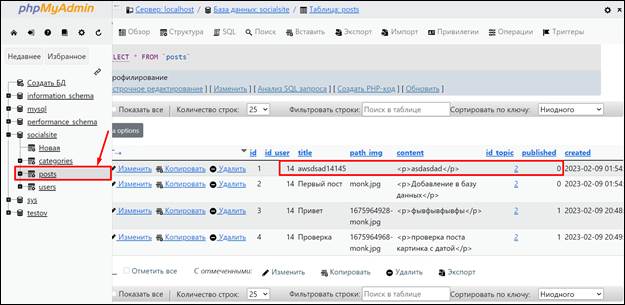 phpMyAdmin
Недавнее Избранное
Создать БД
information_schema
mysql
performance_schema
socialsite
Новая
categories
posts
users
sys
testov
Сервер: localhost » База данных: socialsite » Таблица: posts
Обзор Структура SQL Поиск Вставить Экспорт Импорт Привилегии Операции Триггеры
LECT * FROM `posts`
рофилирование
строчное редактирование ] [ Изменить ] [ Анализ SQL запроса ] [ Создать PHP-код ] [ Обновить ]
Показать все Количество строк: 25 Фильтровать строки: Поиск в таблице Сортировать по ключу: Ниодного
a options
id id_user title path_img content id_topic published created
Изменить Копировать Удалить 1 14 awsdsad14145 <p>asdasdad</p> 2 0 2023-02-09 01:54:
Изменить Копировать Удалить 2 14 Первый пост monk.jpg <p>Добавление в базу данных</p> 2 0 2023-02-09 01:54:
Изменить Копировать Удалить 3 14 Привет 1675964928-monk.jpg <p>фывфывывфы</p> 2 1 2023-02-09 20:48:
Изменить Копировать Удалить 4 14 Проверка 1675964969-monk.jpg <p>проверка поста картинка с датой</p> 2 1 2023-02-09 20:49:
Отметить все С отмеченными: Изменить Копировать Удалить Экспорт
Показать все Количество строк: 25 Фильтровать строки: Поиск в таблице Сортировать по ключу: Ниодного